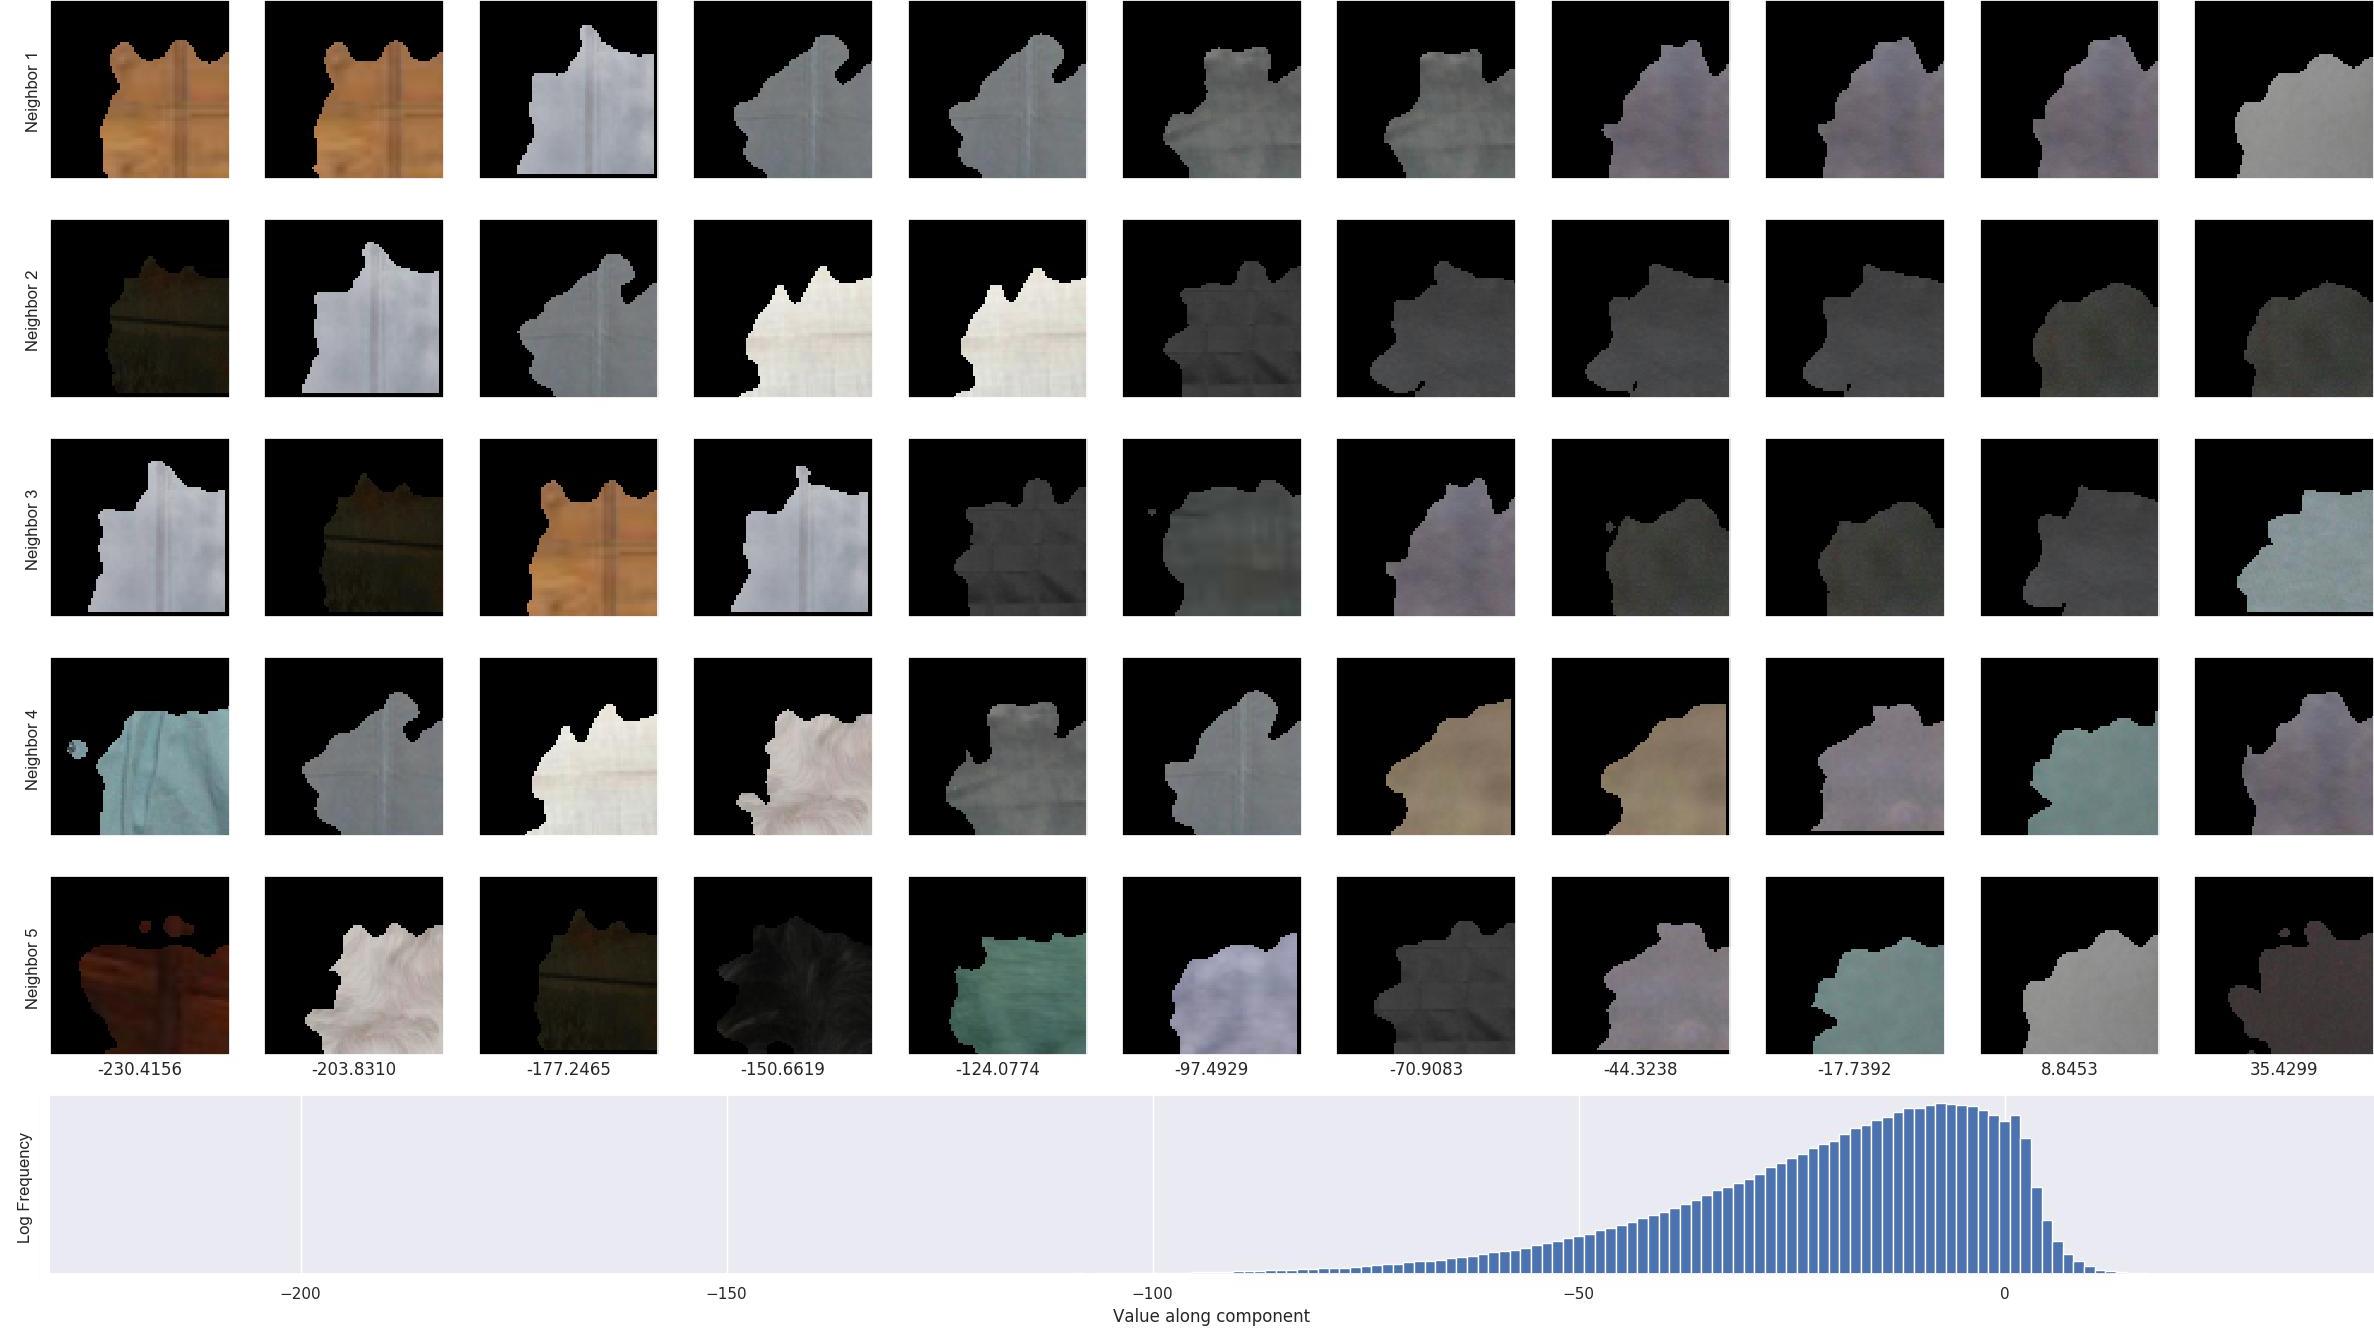 Neighbor 1
Neighbor 2
Neighbor 3
Neighbor 4
Neighbor 5
-230.4156 -203.8310 -177.2465 -150.6619 -124.0774 -97.4929 -70.9083 -44.3238 -17.7392 8.8453 35.4299
Log Frequency
−200 −150 −100 −50 0
Value along component